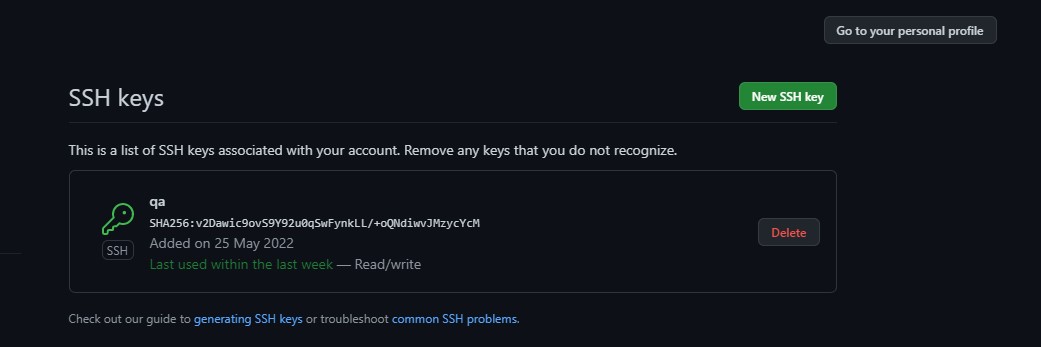 Go to your personal profile
SSH keys
New SSH key
This is a list of SSH keys associated with your account. Remove any keys that you do not recognize.
qa
SHA256:v2Dawic9ovS9Y92u0qSwFynkLL/+oQNdiwvJMzycYcM
SSH
Added on 25 May 2022
Delete
Last used within the last week — Read/write
Check out our guide to generating SSH keys or troubleshoot common SSH problems.